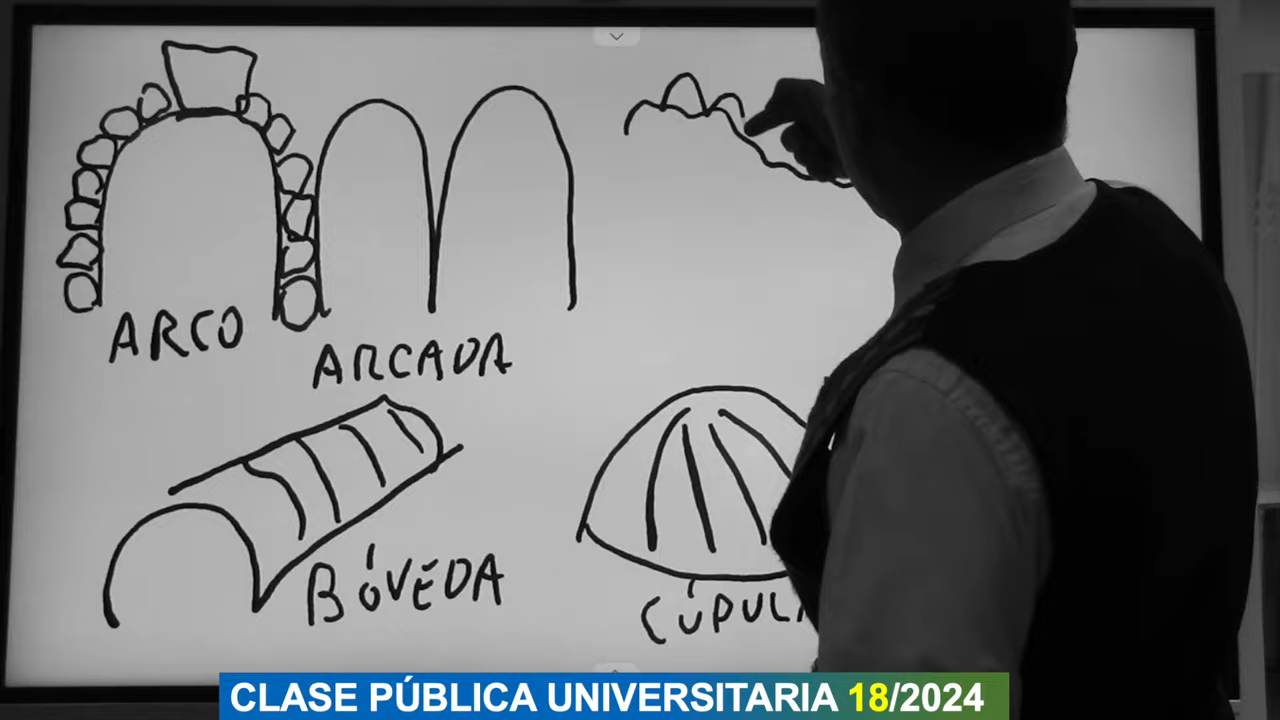 ARCO
ARCADA
BÓVEDA
CÚPULA
CLASE PÚBLICA UNIVERSITARIA 18/2024